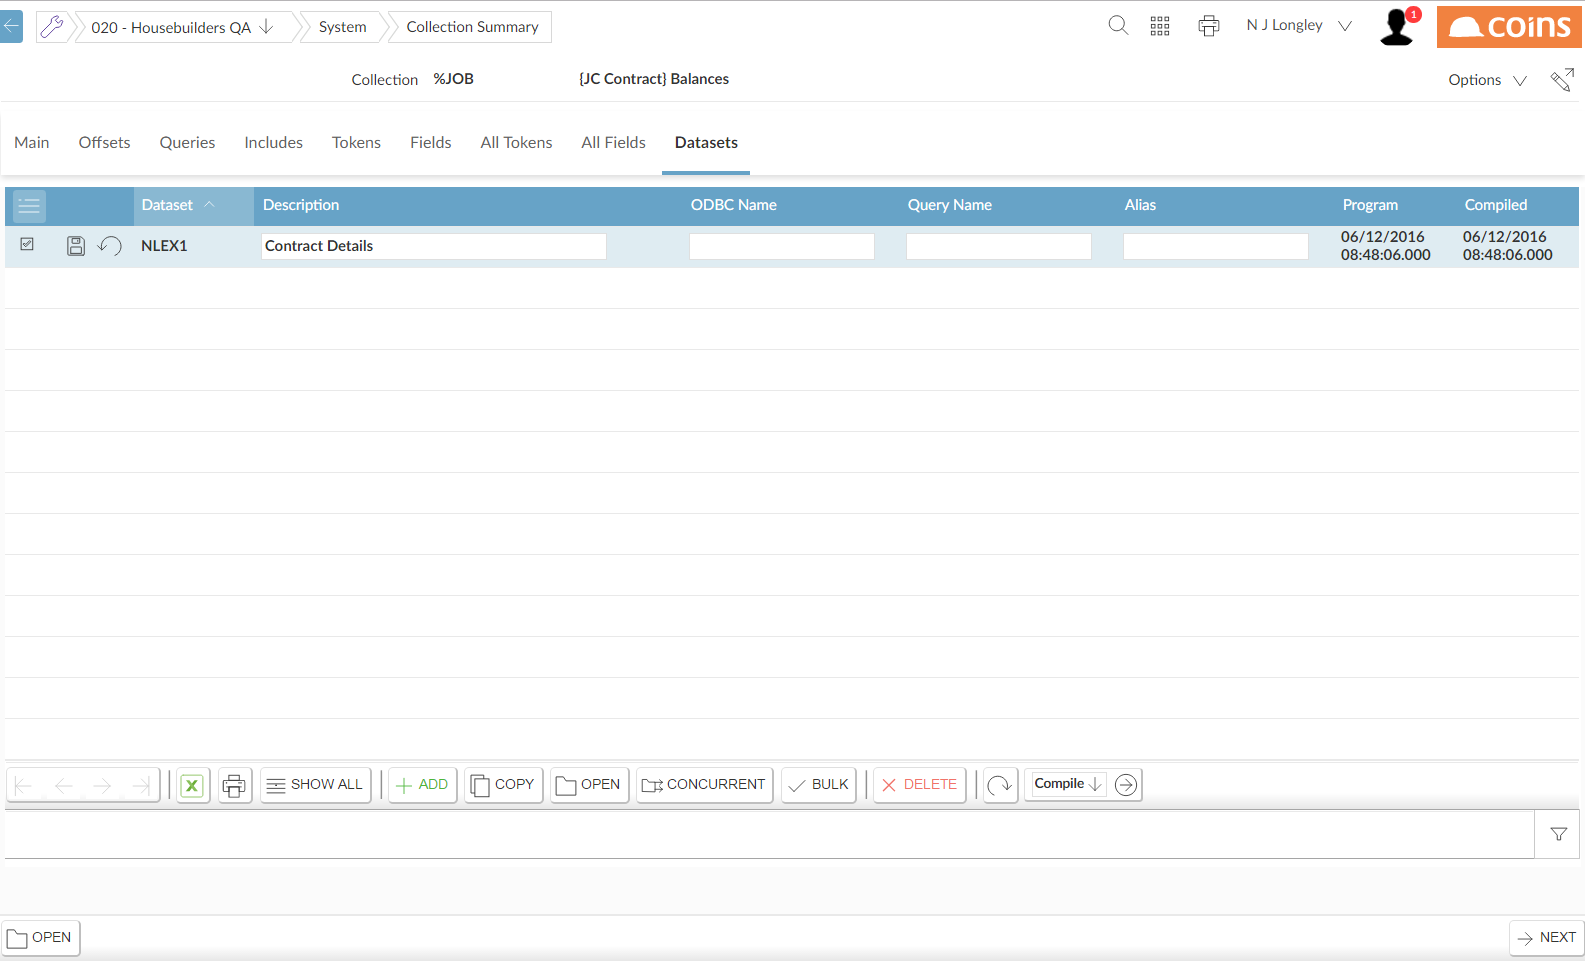 020 - Housebuilders QA
System
Collection Summary
N J Longley
1
coins
Collection %JOB {JC Contract} Balances
Options
Main Offsets Queries Includes Tokens Fields All Tokens All Fields Datasets
Dataset Description ODBC Name Query Name Alias Program Compiled
NLEX1 Contract Details 06/12/2016 08:48:06.000 06/12/2016 08:48:06.000
X SHOW ALL ADD COPY OPEN CONCURRENT BULK DELETE Compile
OPEN NEXT